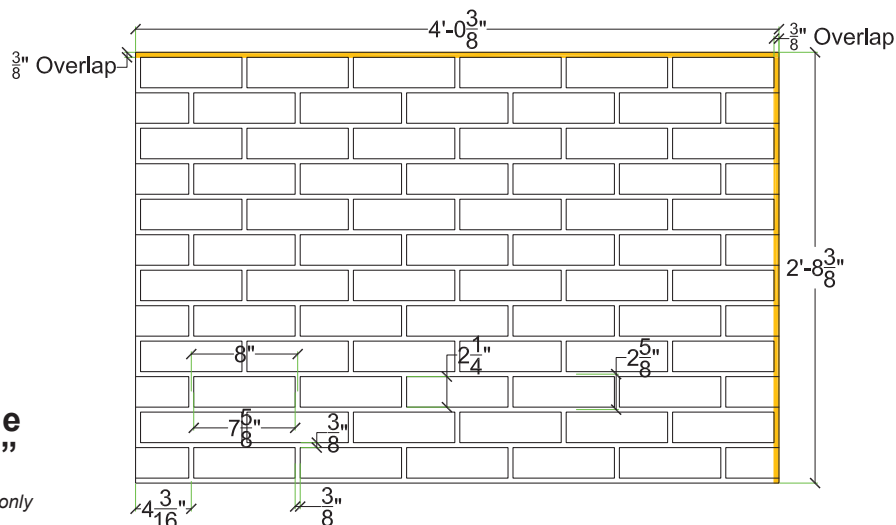 4'-0 3/8"
3/8" Overlap
3/8" Overlap
2'-8 3/8"
8"
2 1/4"
2 5/8"
7 5/8"
3/8"
e
”
only
4 3/16"
3/8"